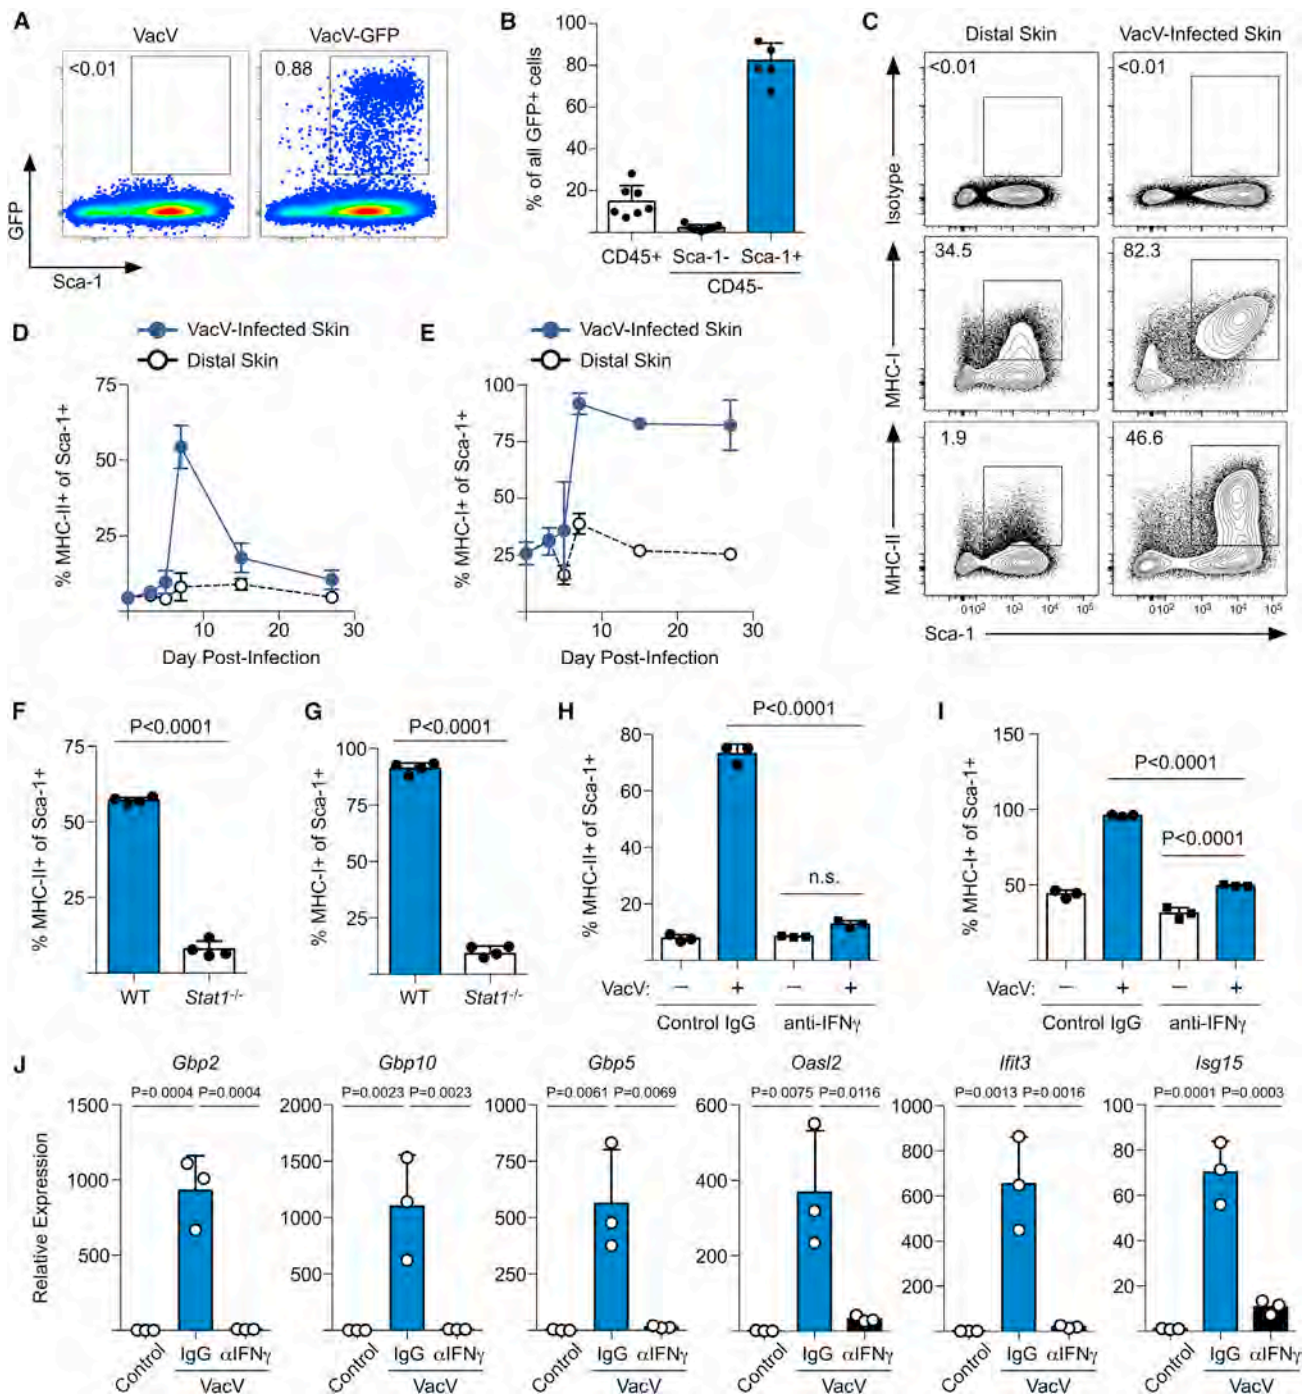 A
VacV
VacV-GFP
<0.01
0.88
GFP
Sca-1
B
% of all GFP+ cells
100
80
60
40
20
CD45+
Sca-1-
Sca-1+
CD45-
C
Distal Skin
VacV-Infected Skin
Isotype
<0.01
<0.01
MHC-I
34.5
82.3
MHC-II
1.9
46.6
0 10² 10³ 10⁴ 10⁵
0 10² 10³ 10⁴ 10⁵
Sca-1
D
VacV-Infected Skin
Distal Skin
% MHC-II+ of Sca-1+
75
50
25
10 20 30
Day Post-Infection
E
VacV-Infected Skin
Distal Skin
% MHC-I+ of Sca-1+
100
75
50
25
10 20 30
Day Post-Infection
F
P<0.0001
% MHC-II+ of Sca-1+
75
50
25
WT
Stat1-/-
G
P<0.0001
% MHC-I+ of Sca-1+
100
75
50
25
WT
Stat1-/-
H
P<0.0001
n.s.
% MHC-II+ of Sca-1+
80
60
40
20
VacV: − + − +
Control IgG anti-IFNγ
I
P<0.0001
P<0.0001
% MHC-I+ of Sca-1+
150
100
50
VacV: − + − +
Control IgG anti-IFNγ
J
Relative Expression
Gbp2
P=0.0004 P=0.0004
1500
1000
500
Control IgG αIFNγ
VacV
Gbp10
P=0.0023 P=0.0023
2000
1500
1000
500
Control IgG αIFNγ
VacV
Gbp5
P=0.0061 P=0.0069
1000
750
500
250
Control IgG αIFNγ
VacV
Oasl2
P=0.0075 P=0.0116
600
400
200
Control IgG αIFNγ
VacV
Ifit3
P=0.0013 P=0.0016
1000
800
600
400
200
Control IgG αIFNγ
VacV
Isg15
P=0.0001 P=0.0003
100
80
60
40
20
Control IgG αIFNγ
VacV